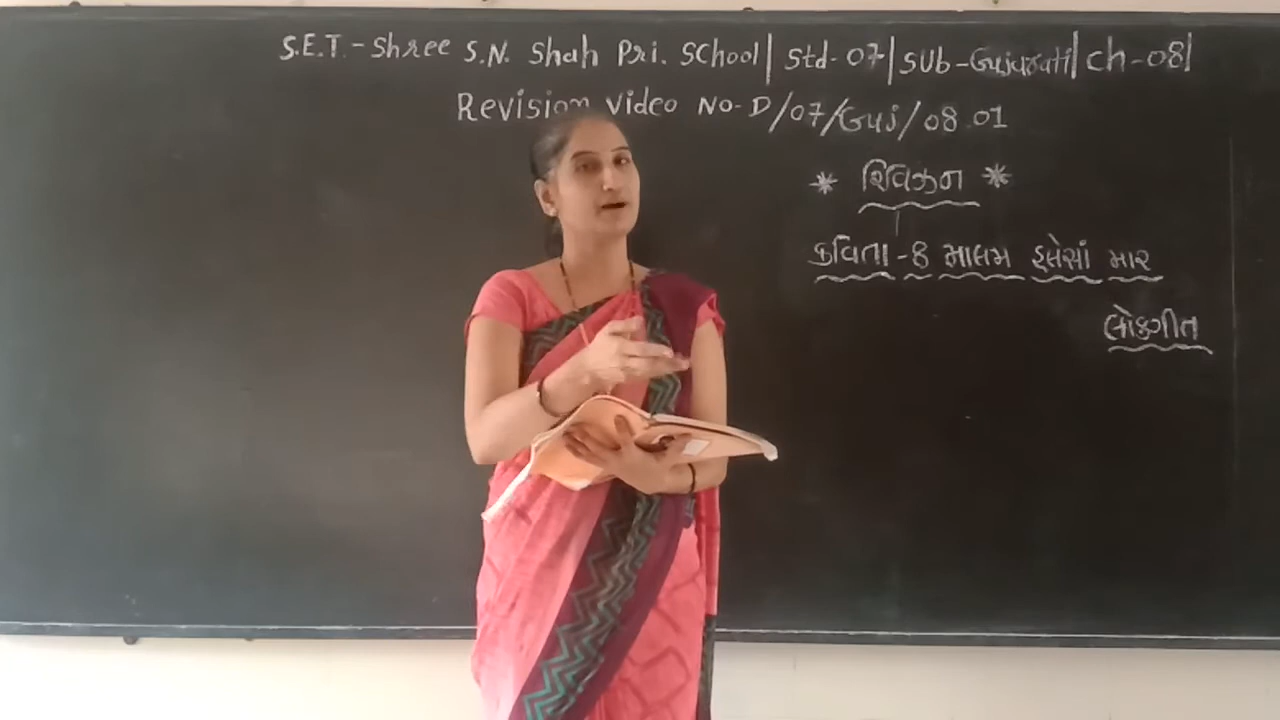 S.E.T. - Shree S.N. Shah Pri. School | Std - 07 | Sub - Gujarati | Ch - 08 |
Revision Video No - D/07/Guj/08.01
* રિવિઝન *
કવિતા - 8 માલમ હલેસાં માર
લોકગીત